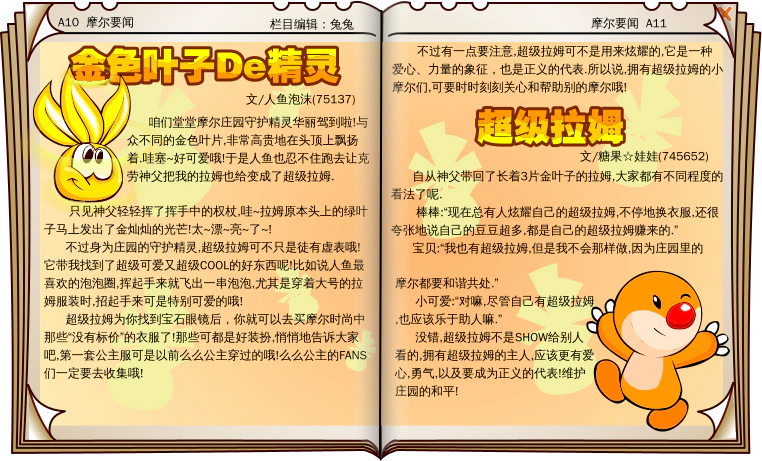 A10 摩尔要闻
栏目编辑：兔兔
金色叶子De精灵
文/人鱼泡沫(75137)
咱们堂堂摩尔庄园守护精灵华丽驾到啦!与
众不同的金色叶片,非常高贵地在头顶上飘扬
着.哇塞~好可爱哦!于是人鱼也忍不住跑去让克
劳神父把我的拉姆也给变成了超级拉姆.
只见神父轻轻挥了挥手中的权杖,哇~拉姆原本头上的绿叶
子马上发出了金灿灿的光芒!太~漂~亮~了~!
不过身为庄园的守护精灵,超级拉姆可不只是徒有虚表哦!
它带我找到了超级可爱又超级COOL的好东西呢!比如说人鱼最
喜欢的泡泡圈,挥起手来就飞出一串泡泡,尤其是穿着大号的拉
姆服装时,招起手来可是特别可爱的哦!
超级拉姆为你找到宝石眼镜后，你就可以去买摩尔时尚中
那些“没有标价”的衣服了!那些可都是好装扮,悄悄地告诉大家
吧,第一套公主服可是以前么么公主穿过的哦!么么公主的FANS
们一定要去收集哦!
摩尔要闻 A11
不过有一点要注意,超级拉姆可不是用来炫耀的,它是一种
爱心、力量的象征，也是正义的代表.所以说,拥有超级拉姆的小
摩尔们,可要时时刻刻关心和帮助别的摩尔哦!
超级拉姆
文/糖果☆娃娃(745652)
自从神父带回了长着3片金叶子的拉姆,大家都有不同程度的
看法了呢.
棒棒:“现在总有人炫耀自己的超级拉姆,不停地换衣服,还很
夸张地说自己的豆豆超多,都是自己的超级拉姆赚来的.”
宝贝:“我也有超级拉姆,但是我不会那样做,因为庄园里的
摩尔都要和谐共处.”
小可爱:“对嘛,尽管自己有超级拉姆
,也应该乐于助人嘛.”
没错,超级拉姆不是SHOW给别人
看的,拥有超级拉姆的主人,应该更有爱
心,勇气,以及要成为正义的代表!维护
庄园的和平!